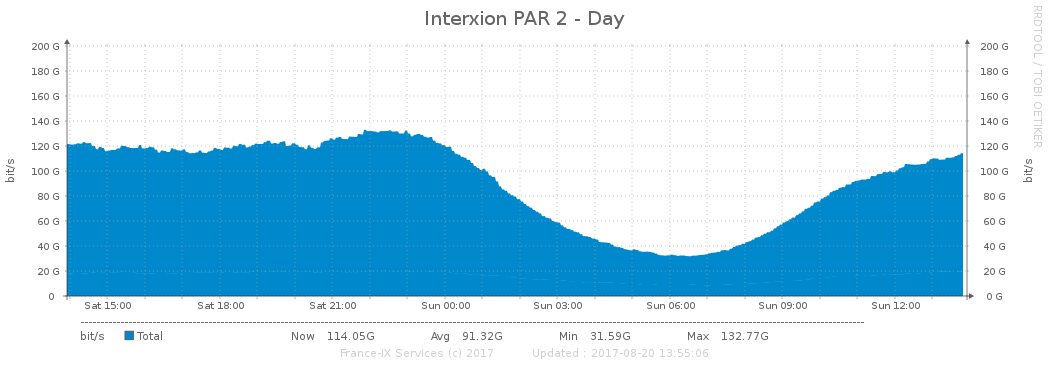 Interxion PAR 2 - Day
RRDTOOL / TOBI OETIKER
200 G 200 G
180 G 180 G
160 G 160 G
140 G 140 G
120 G 120 G
100 G 100 G
80 G 80 G
60 G 60 G
40 G 40 G
20 G 20 G
0 0 G
bit/s bit/s
Sat 15:00 Sat 18:00 Sat 21:00 Sun 00:00 Sun 03:00 Sun 06:00 Sun 09:00 Sun 12:00
bit/s Total Now 114.05G Avg 91.32G Min 31.59G Max 132.77G
France-IX Services (c) 2017 Updated : 2017-08-20 13:55:06